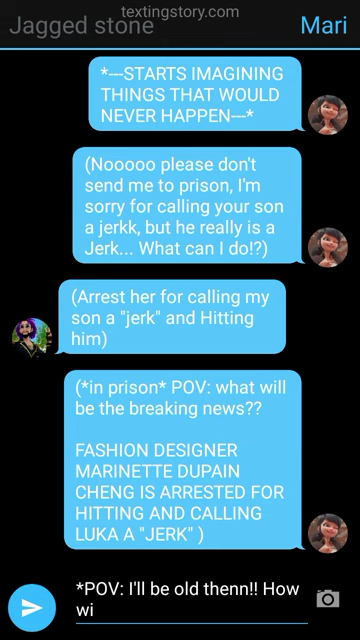 textingstory.com
Jagged stone Mari
*---STARTS IMAGINING
THINGS THAT WOULD
NEVER HAPPEN---*
(Nooooo please don't
send me to prison, I'm
sorry for calling your son
a jerkk, but he really is a
Jerk... What can I do!?)
(Arrest her for calling my
son a "jerk" and Hitting
him)
(*in prison* POV: what will
be the breaking news??
FASHION DESIGNER
MARINETTE DUPAIN
CHENG IS ARRESTED FOR
HITTING AND CALLING
LUKA A "JERK" )
*POV: I'll be old thenn!! How
wi